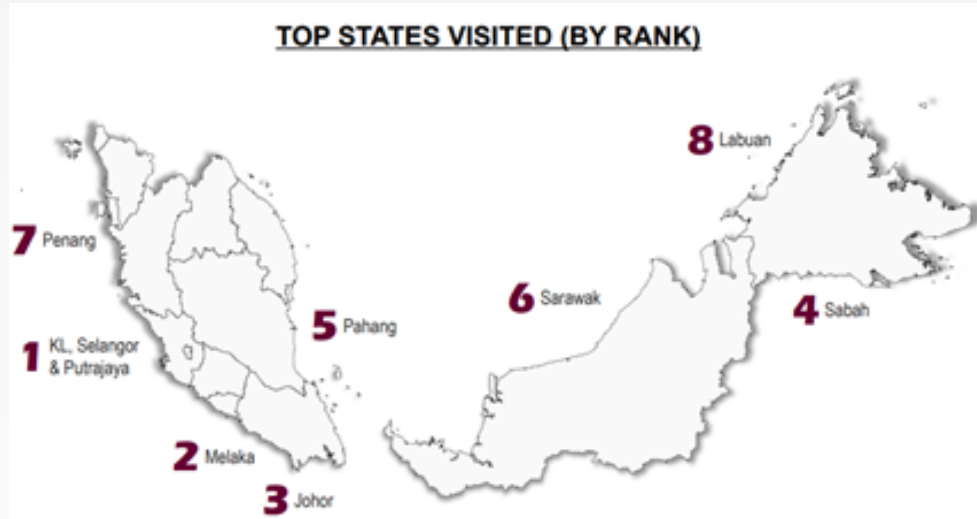 TOP STATES VISITED (BY RANK)
8 Labuan
7 Penang
6 Sarawak
4 Sabah
5 Pahang
1 KL, Selangor
& Putrajaya
2 Melaka
3 Johor